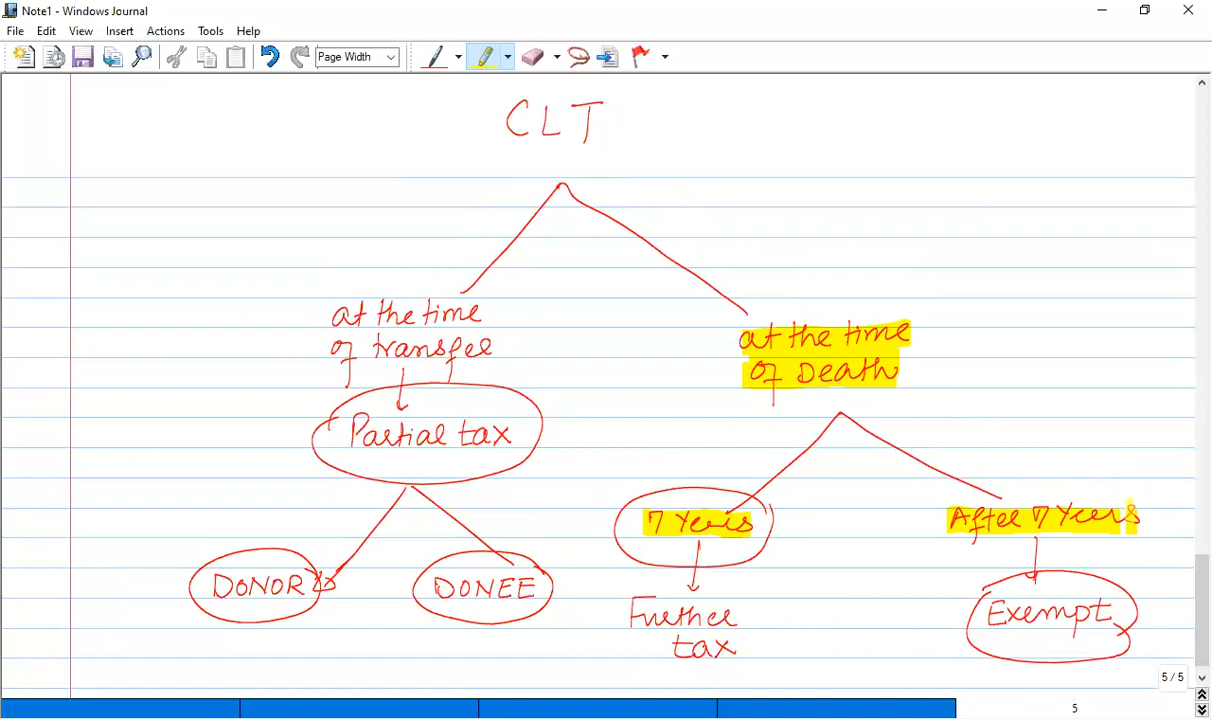 Note1 - Windows Journal
File Edit View Insert Actions Tools Help
Page Width
CLT
at the time
of transfer
at the time
of Death
Partial tax
7 Years
After 7 Years
DONOR
DONEE
Further
tax
Exempt
5 / 5
5